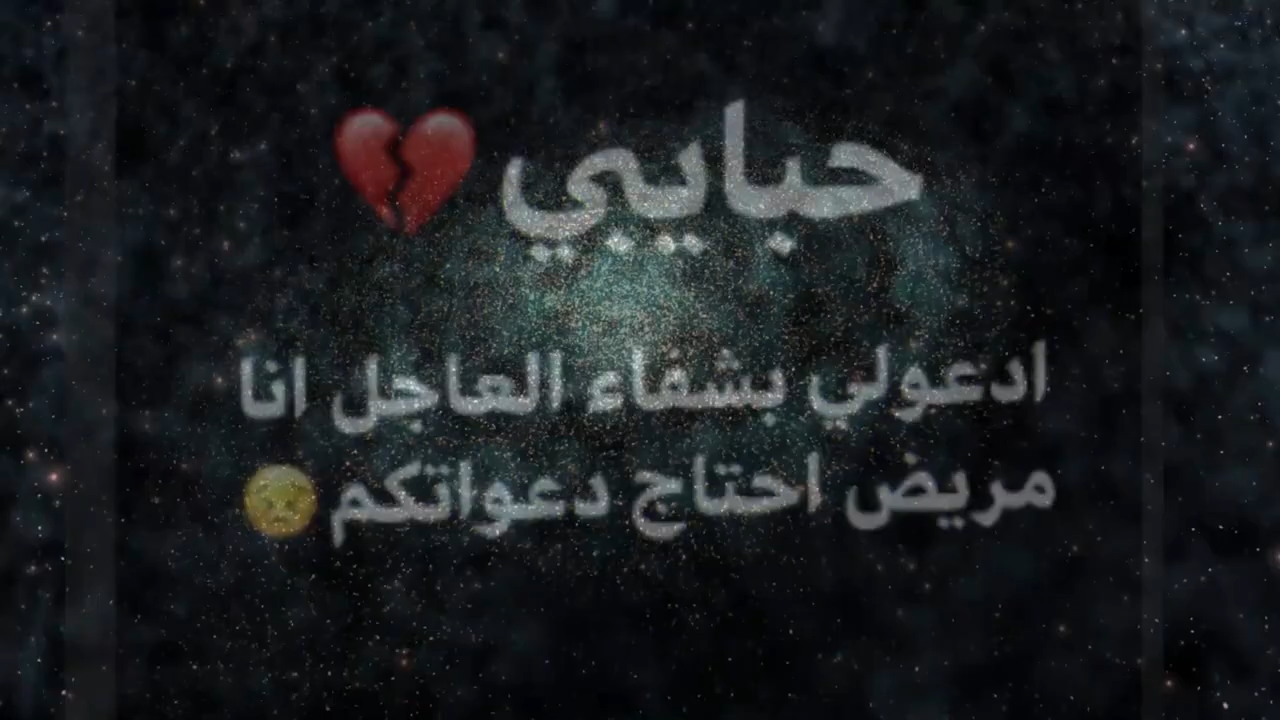 حبايبي 💔
ادعولي بشفاء العاجل انا
مريض احتاج دعواتكم 😢